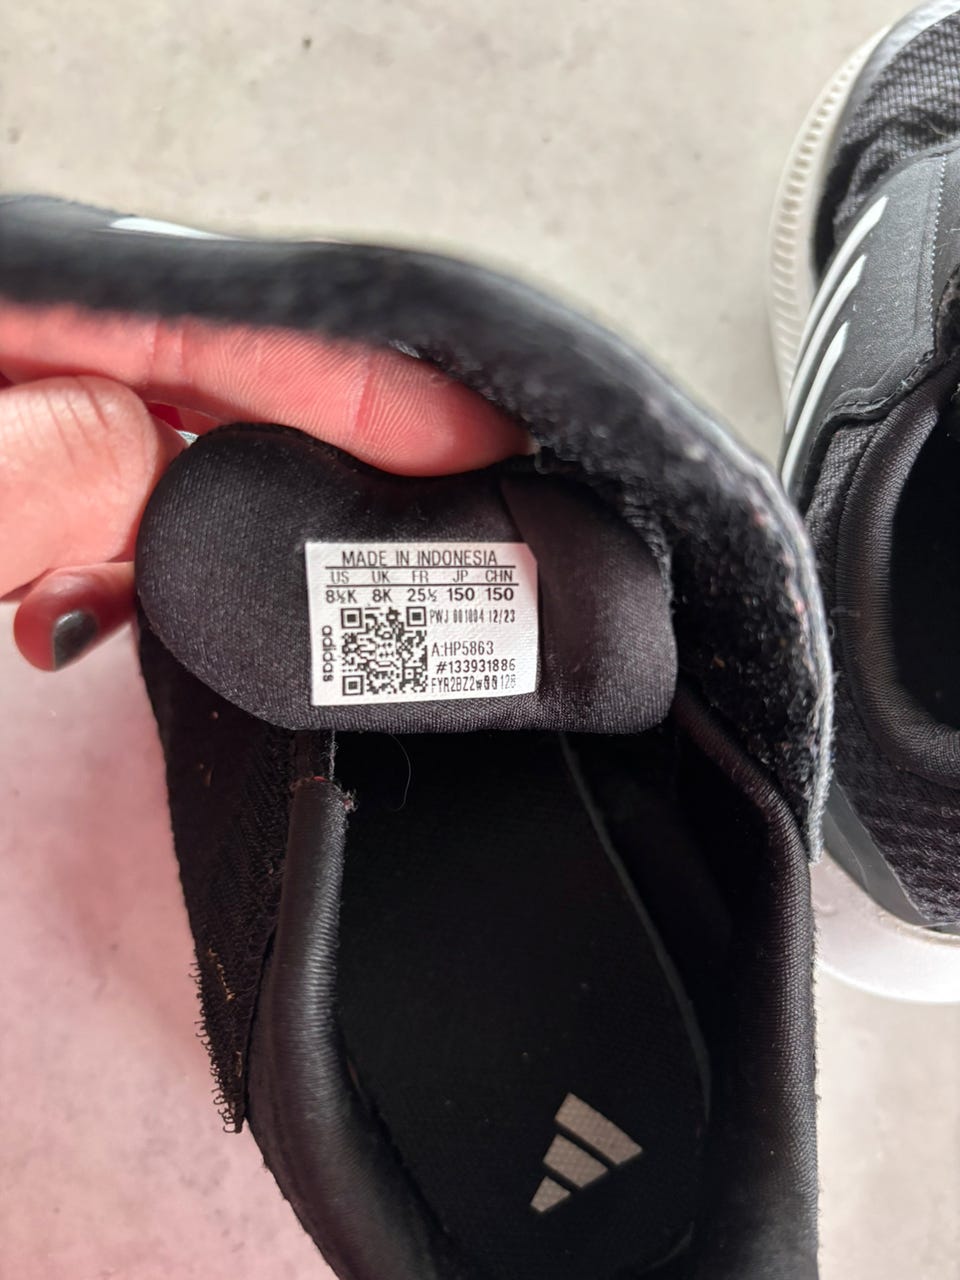 MADE IN INDONESIA
US UK FR JP CHN
8½K 8K 25½ 150 150
PWJ 001004 12/23
A:HP5863
#133931886
adidas